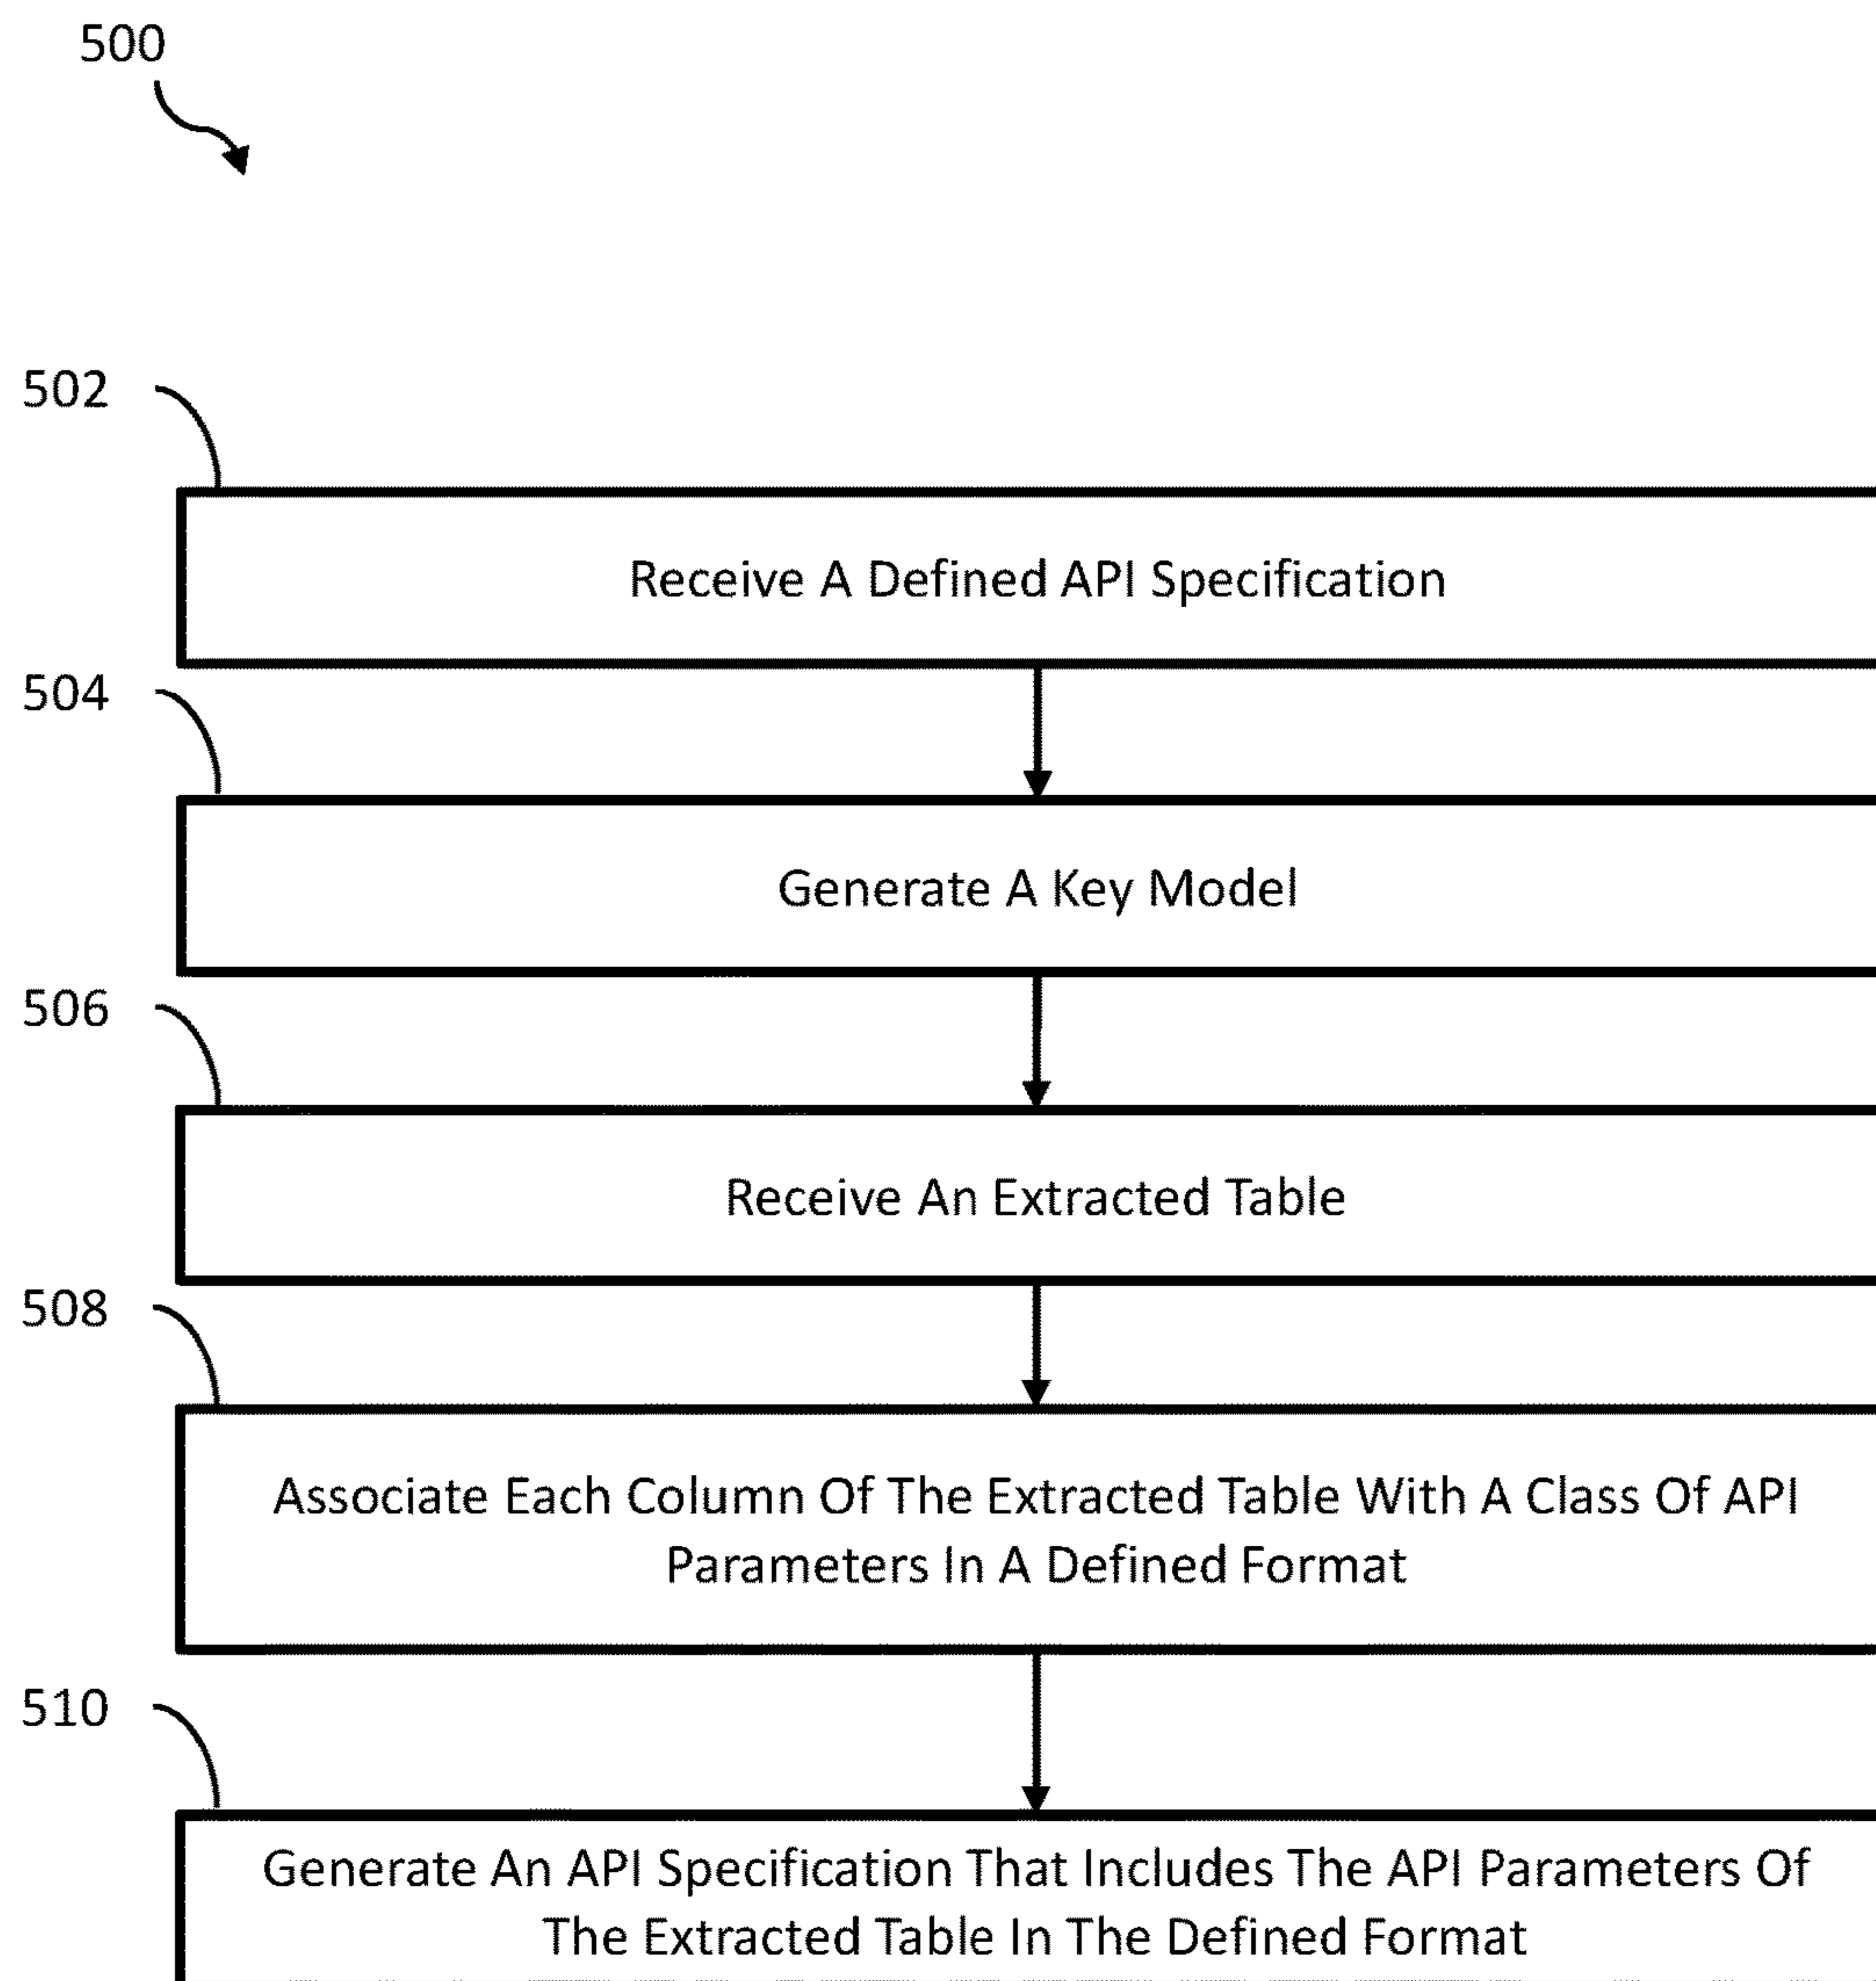 500
502
Receive A Defined API Specification
504
Generate A Key Model
506
Receive An Extracted Table
508
Associate Each Column Of The Extracted Table With A Class Of API
Parameters In A Defined Format
510
Generate An API Specification That Includes The API Parameters Of
The Extracted Table In The Defined Format